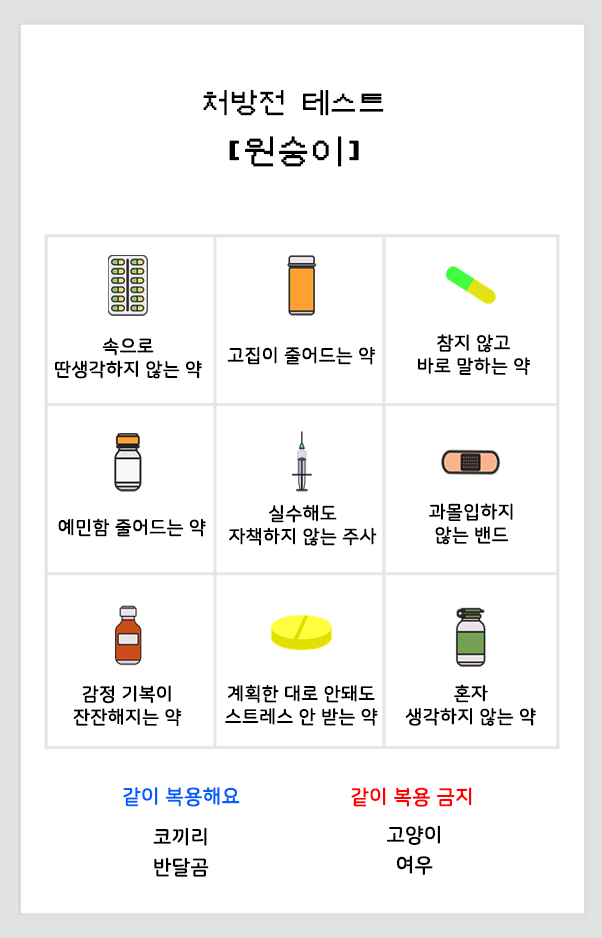 처방전 테스트
[원숭이]
속으로
딴생각하지 않는 약
고집이 줄어드는 약
참지 않고
바로 말하는 약
예민함 줄어드는 약
실수해도
자책하지 않는 주사
과몰입하지
않는 밴드
감정 기복이
잔잔해지는 약
계획한 대로 안돼도
스트레스 안 받는 약
혼자
생각하지 않는 약
같이 복용해요
코끼리
반달곰
같이 복용 금지
고양이
여우